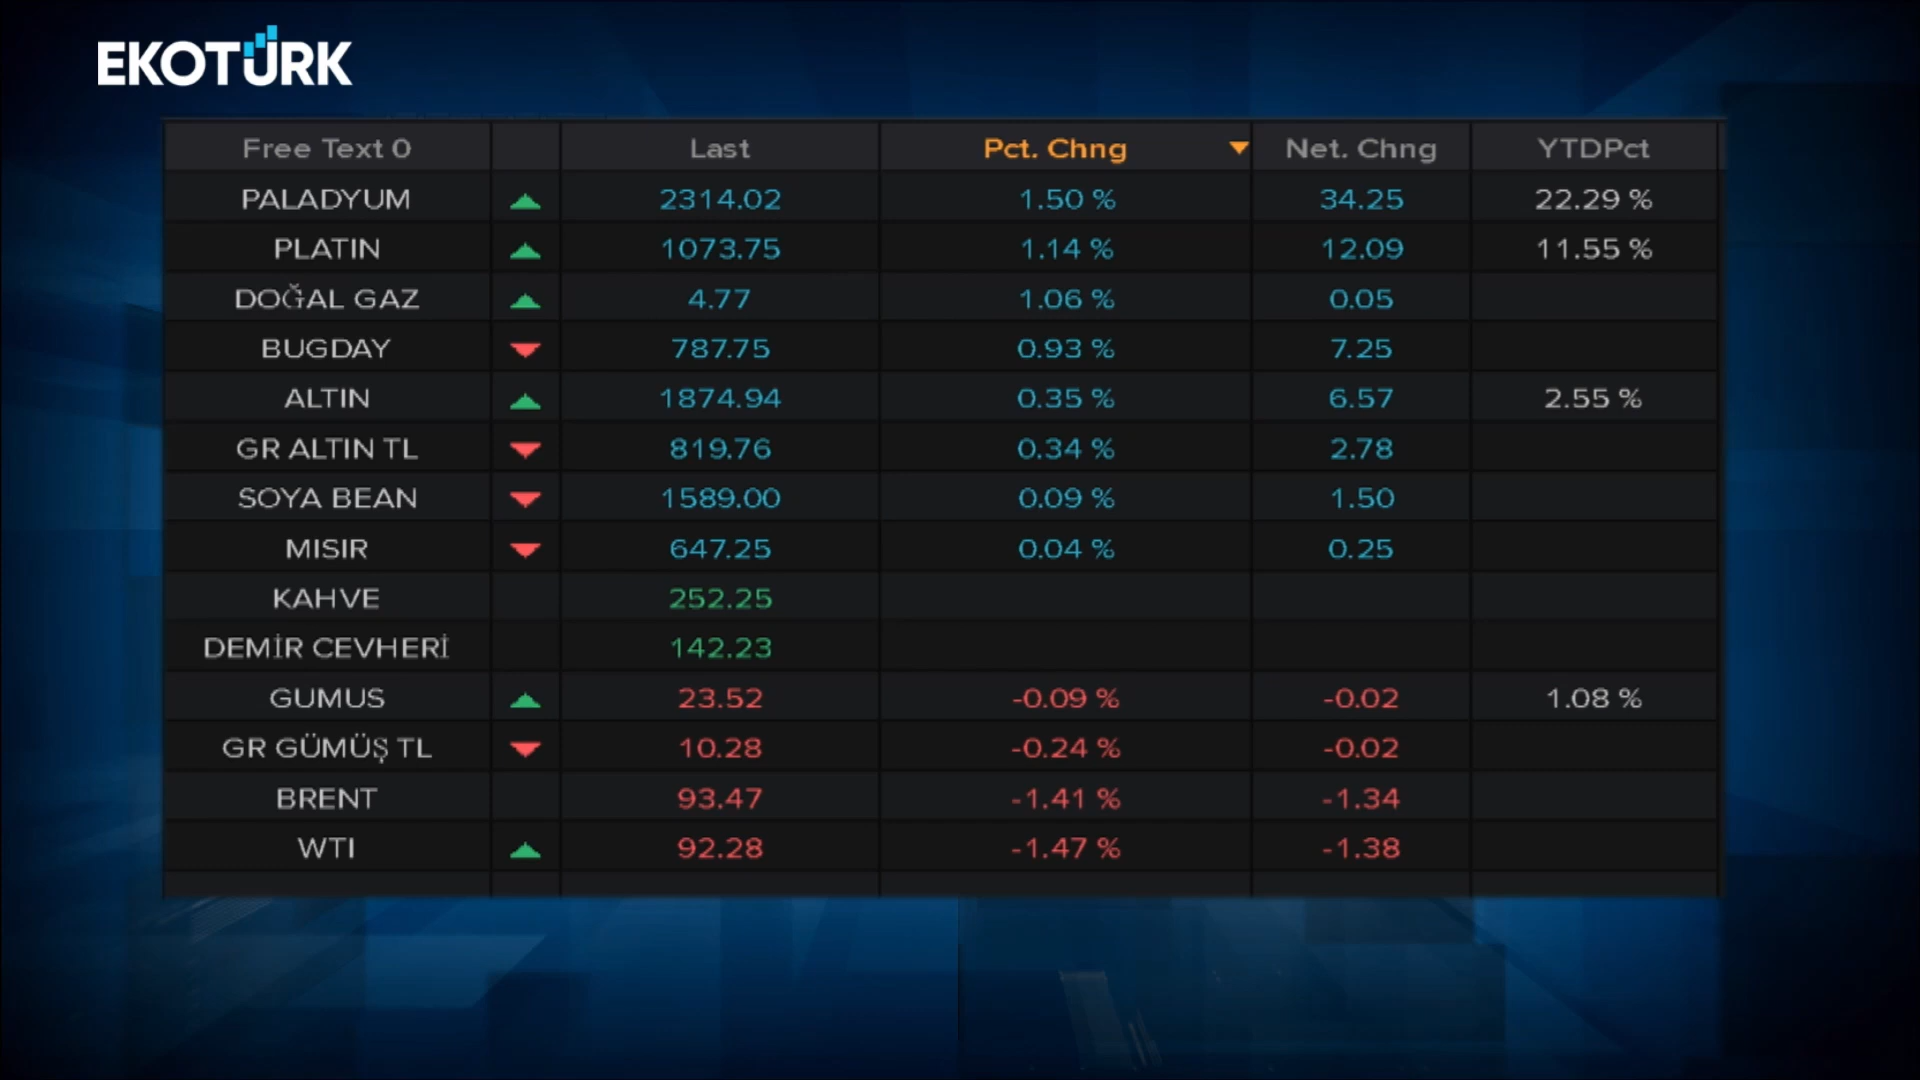 EKOTÜRK
Free Text 0 Last Pct. Chng Net. Chng YTDPct
PALADYUM 2314.02 1.50 % 34.25 22.29 %
PLATIN 1073.75 1.14 % 12.09 11.55 %
DOĞAL GAZ 4.77 1.06 % 0.05
BUGDAY 787.75 0.93 % 7.25
ALTIN 1874.94 0.35 % 6.57 2.55 %
GR ALTIN TL 819.76 0.34 % 2.78
SOYA BEAN 1589.00 0.09 % 1.50
MISIR 647.25 0.04 % 0.25
KAHVE 252.25
DEMİR CEVHERİ 142.23
GUMUS 23.52 -0.09 % -0.02 1.08 %
GR GÜMÜŞ TL 10.28 -0.24 % -0.02
BRENT 93.47 -1.41 % -1.34
WTI 92.28 -1.47 % -1.38